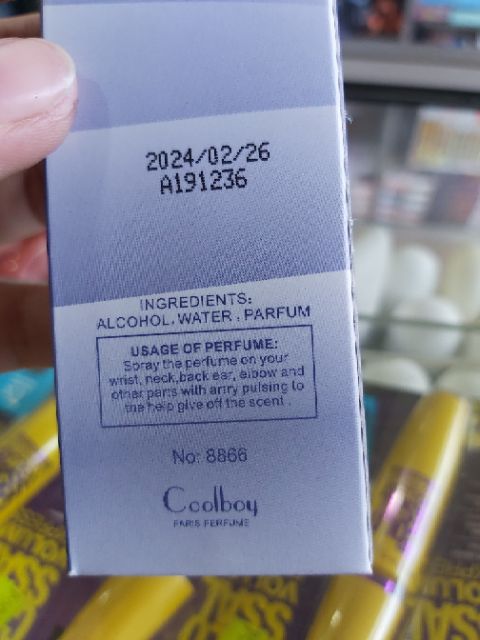 2024/02/26
A191236
INGREDIENTS:
ALCOHOL, WATER , PARFUM
USAGE OF PERFUME:
Spray the perfume on your
wrist, neck,back ear, elbow and
other parts with anry pulsing to
the help give off the scent .
No: 8866
Coolboy
PARIS PERFUME